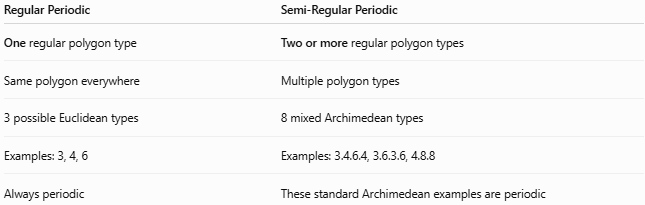 Regular Periodic Semi-Regular Periodic
One regular polygon type Two or more regular polygon types
Same polygon everywhere Multiple polygon types
3 possible Euclidean types 8 mixed Archimedean types
Examples: 3, 4, 6 Examples: 3.4.6.4, 3.6.3.6, 4.8.8
Always periodic These standard Archimedean examples are periodic